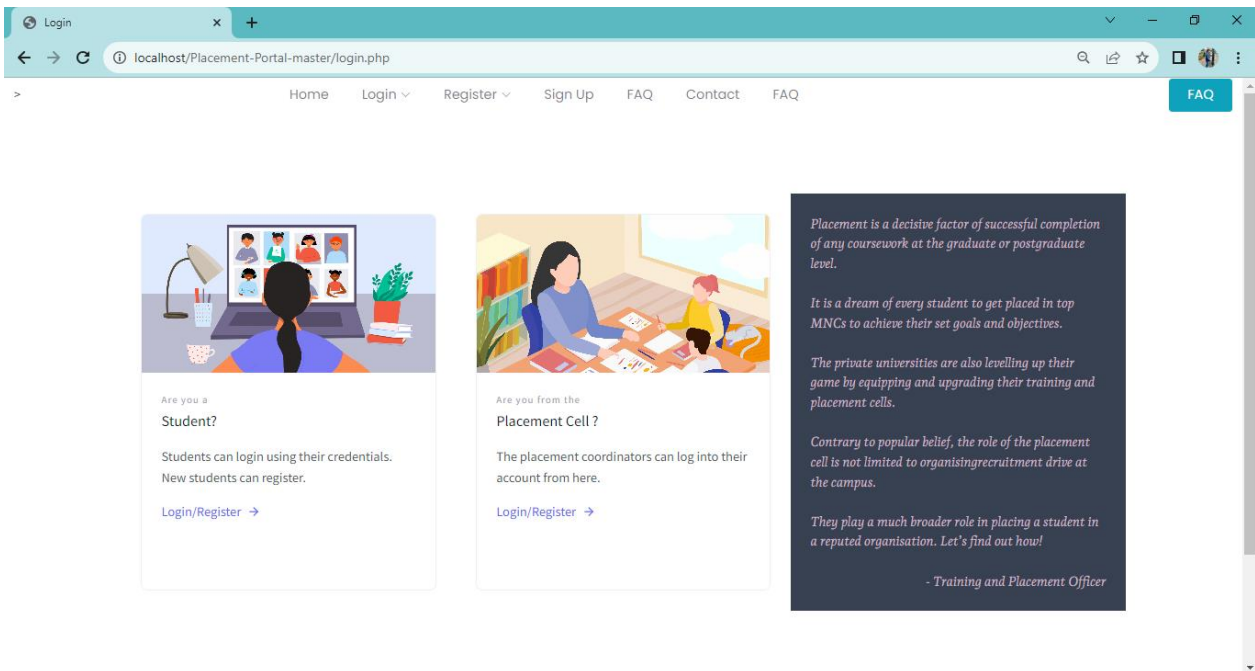 Login
localhost/Placement-Portal-master/login.php
>
Home Login Register Sign Up FAQ Contact FAQ
FAQ
Are you a
Student?
Students can login using their credentials.
New students can register.
Login/Register →
Are you from the
Placement Cell ?
The placement coordinators can log into their
account from here.
Login/Register →
Placement is a decisive factor of successful completion
of any coursework at the graduate or postgraduate
level.
It is a dream of every student to get placed in top
MNCs to achieve their set goals and objectives.
The private universities are also levelling up their
game by equipping and upgrading their training and
placement cells.
Contrary to popular belief, the role of the placement
cell is not limited to organisingrecruitment drive at
the campus.
They play a much broader role in placing a student in
a reputed organisation. Let's find out how!
- Training and Placement Officer